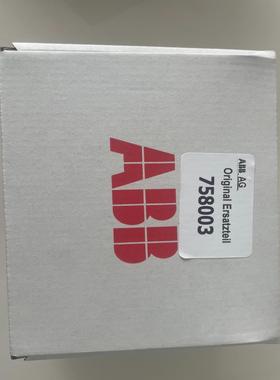 ABB
ABB AG
Original Ersatzteil
758003